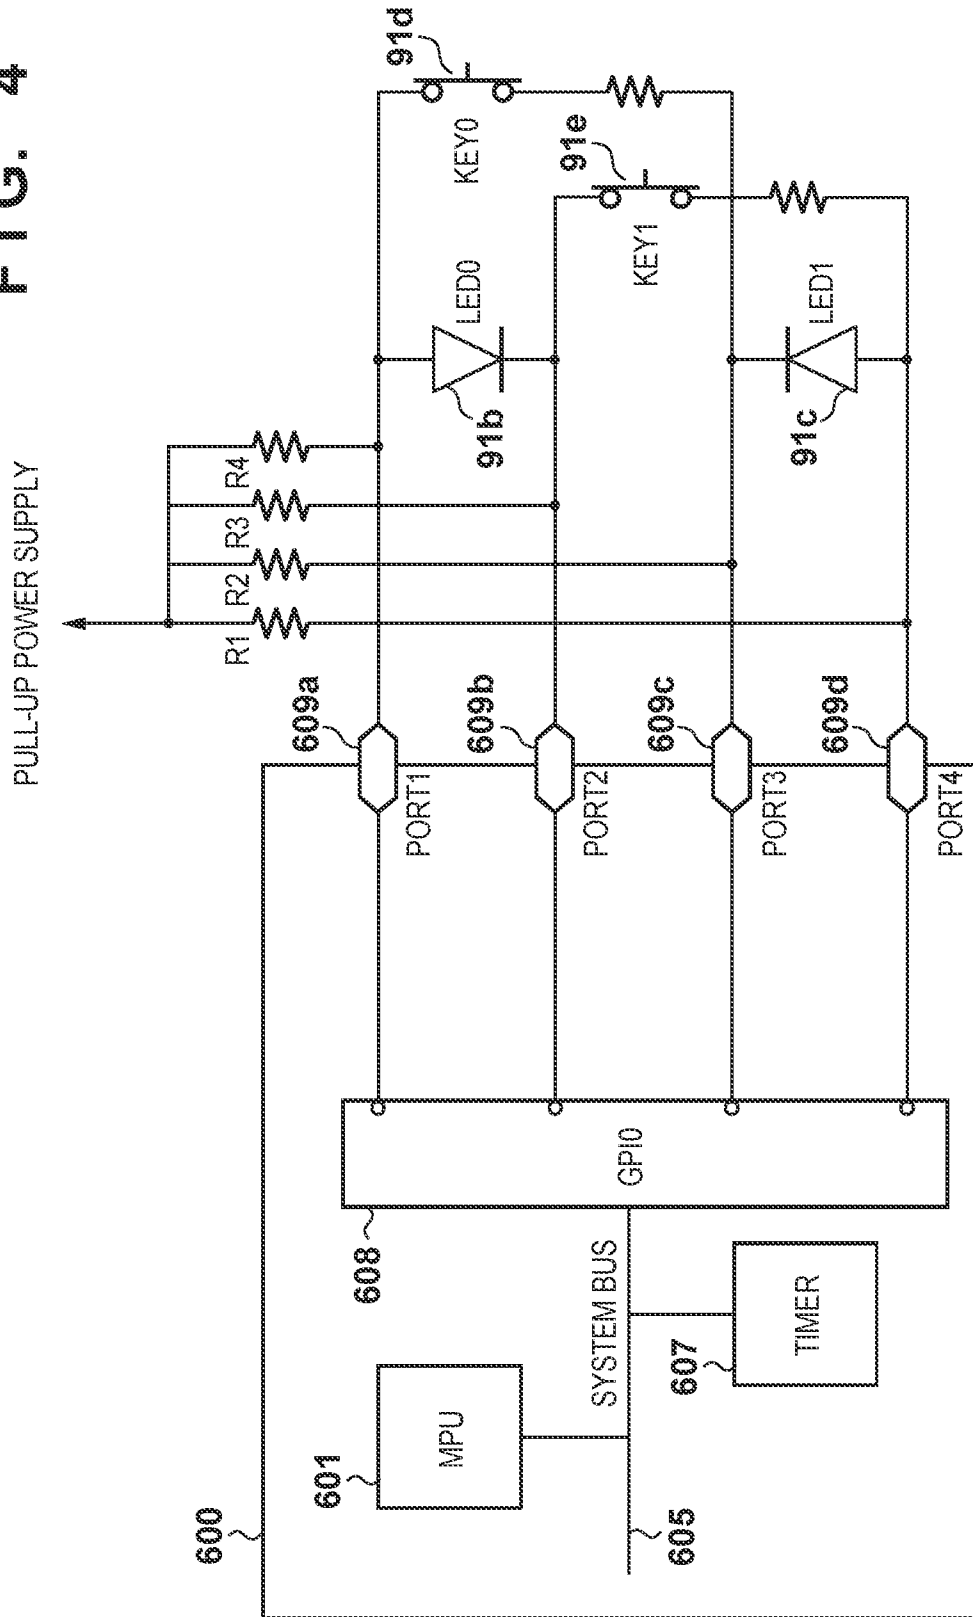 FIG. 4
PULL-UP POWER SUPPLY
R1
R2
R3
R4
600
601
MPU
605
SYSTEM BUS
607
TIMER
608
GPIO
609a
PORT1
609b
PORT2
609c
PORT3
609d
PORT4
91b
LED0
91c
LED1
91d
KEY0
91e
KEY1